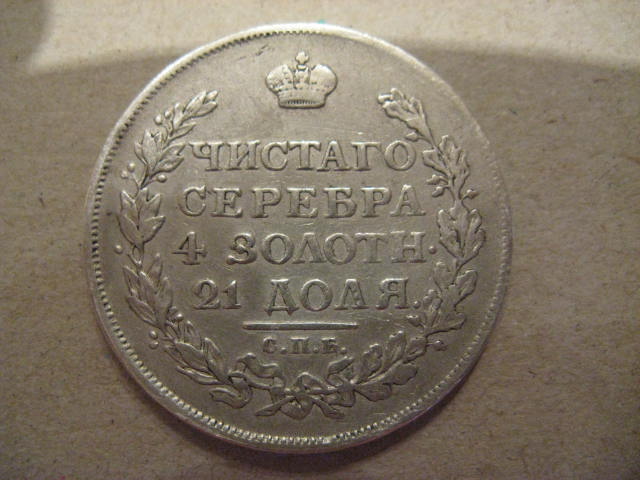 ЧИСТАГО
СЕРЕБРА
4 ЗОЛОТН.
21 ДОЛЯ.
С.П.Б.